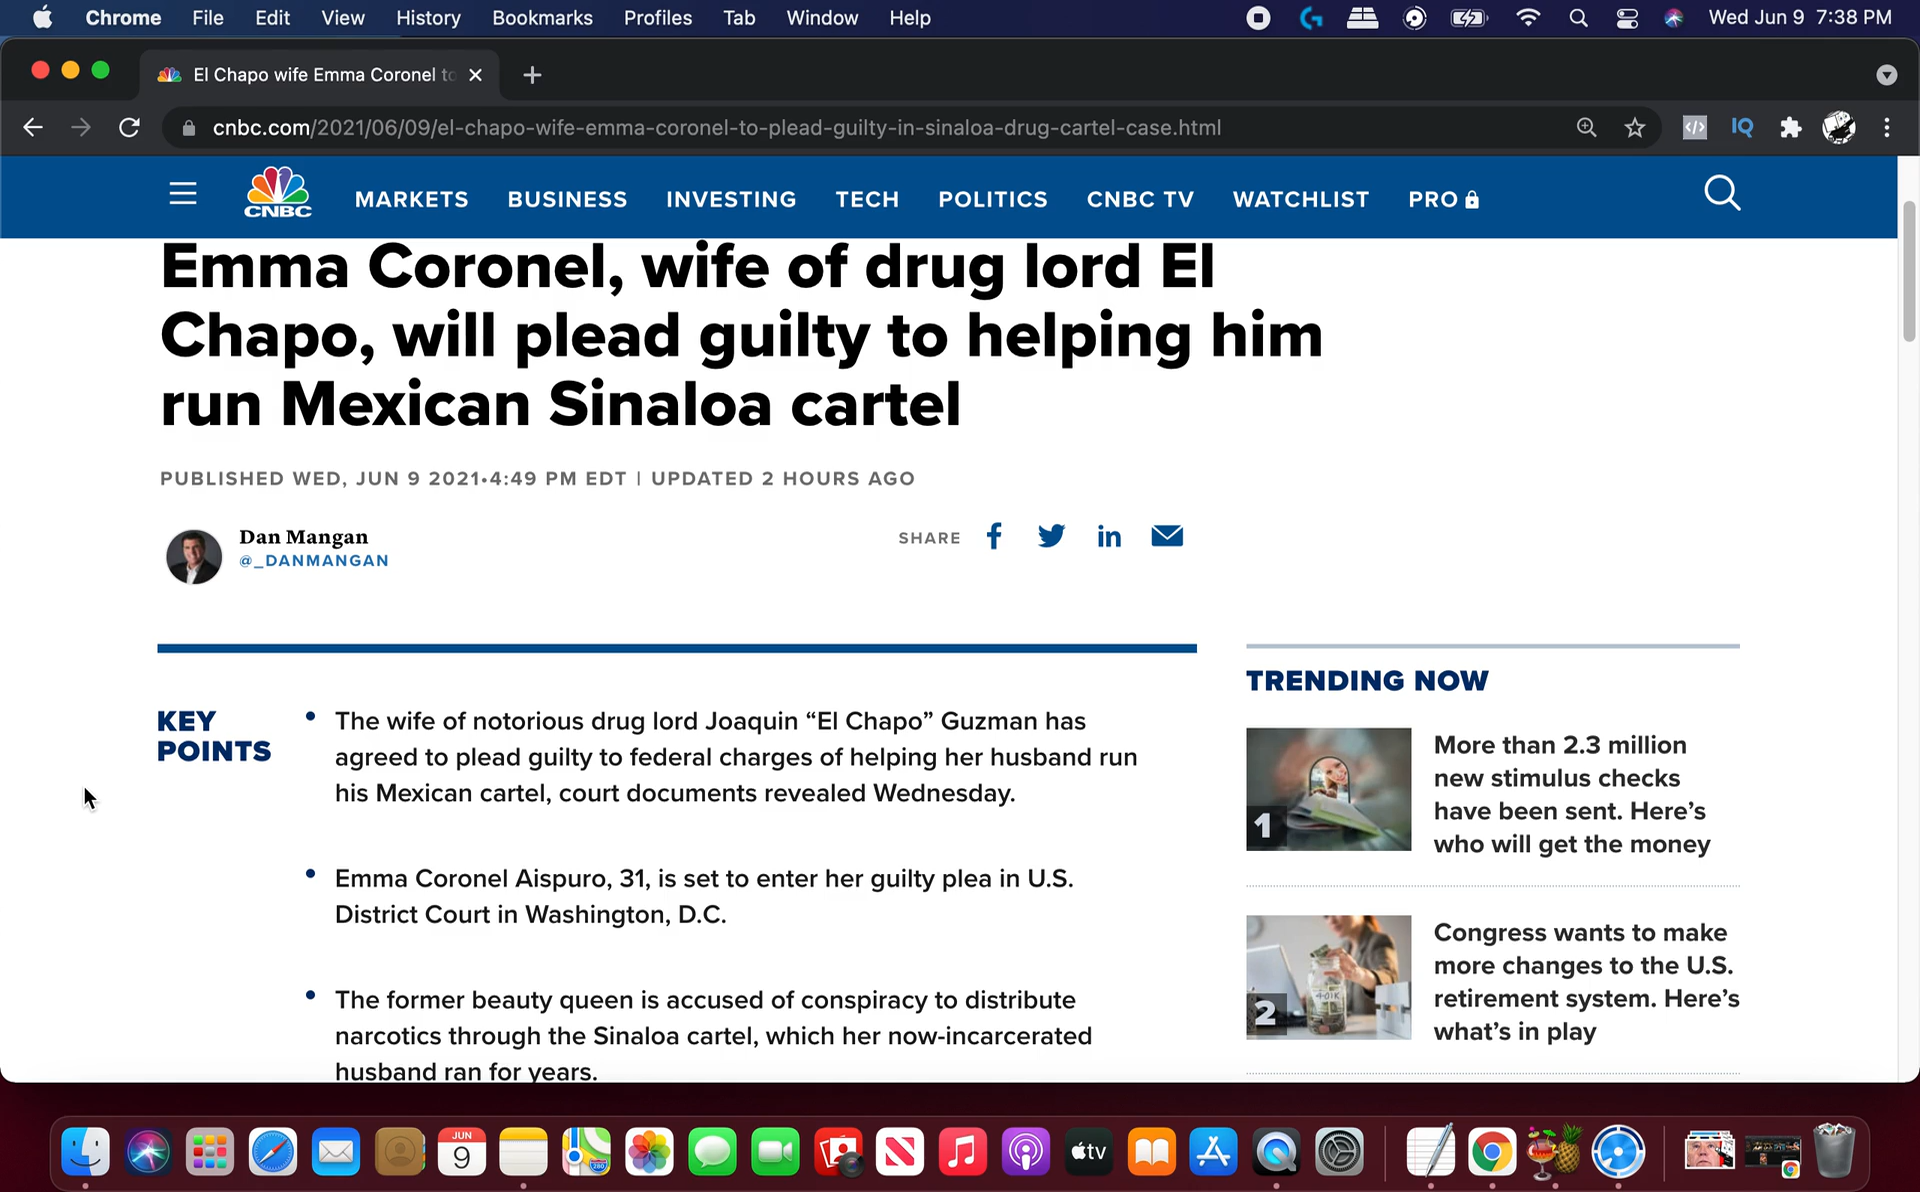 Chrome File Edit View History Bookmarks Profiles Tab Window Help Wed Jun 9 7:38 PM
El Chapo wife Emma Coronel to
cnbc.com/2021/06/09/el-chapo-wife-emma-coronel-to-plead-guilty-in-sinaloa-drug-cartel-case.html
IQ
CNBC
MARKETS BUSINESS INVESTING TECH POLITICS CNBC TV WATCHLIST PRO
Emma Coronel, wife of drug lord El
Chapo, will plead guilty to helping him
run Mexican Sinaloa cartel
PUBLISHED WED, JUN 9 2021•4:49 PM EDT | UPDATED 2 HOURS AGO
Dan Mangan
@_DANMANGAN
SHARE
KEY
POINTS
• The wife of notorious drug lord Joaquin “El Chapo” Guzman has
agreed to plead guilty to federal charges of helping her husband run
his Mexican cartel, court documents revealed Wednesday.
• Emma Coronel Aispuro, 31, is set to enter her guilty plea in U.S.
District Court in Washington, D.C.
• The former beauty queen is accused of conspiracy to distribute
narcotics through the Sinaloa cartel, which her now-incarcerated
husband ran for years.
TRENDING NOW
1
More than 2.3 million
new stimulus checks
have been sent. Here’s
who will get the money
2
401K
Congress wants to make
more changes to the U.S.
retirement system. Here’s
what’s in play
JUN
9
280
tv